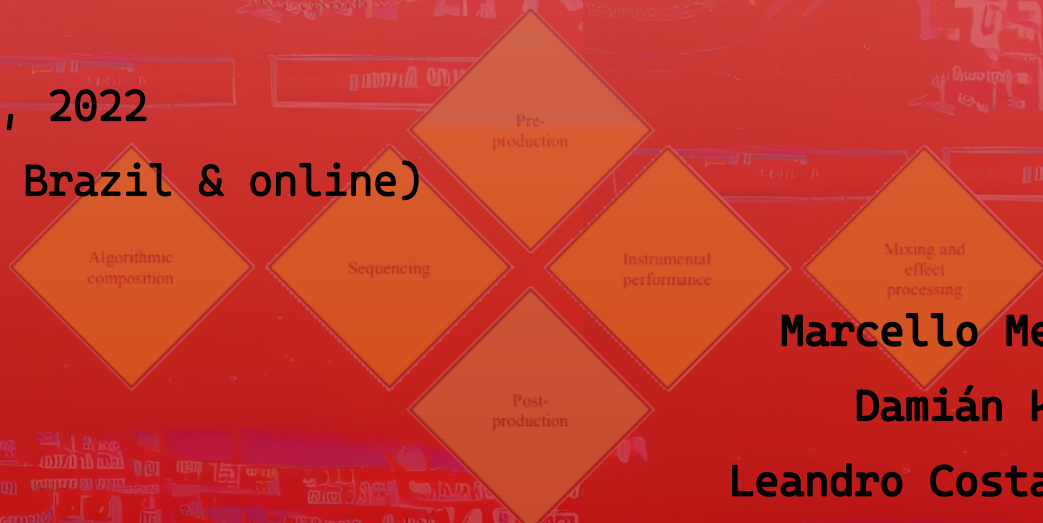 , 2022
Brazil & online)
Pre-
production
Algorithmic
composition
Sequencing
Instrumental
performance
Mixing and
effect
processing
Post-
production
Marcello Me
Damián
Leandro Costa